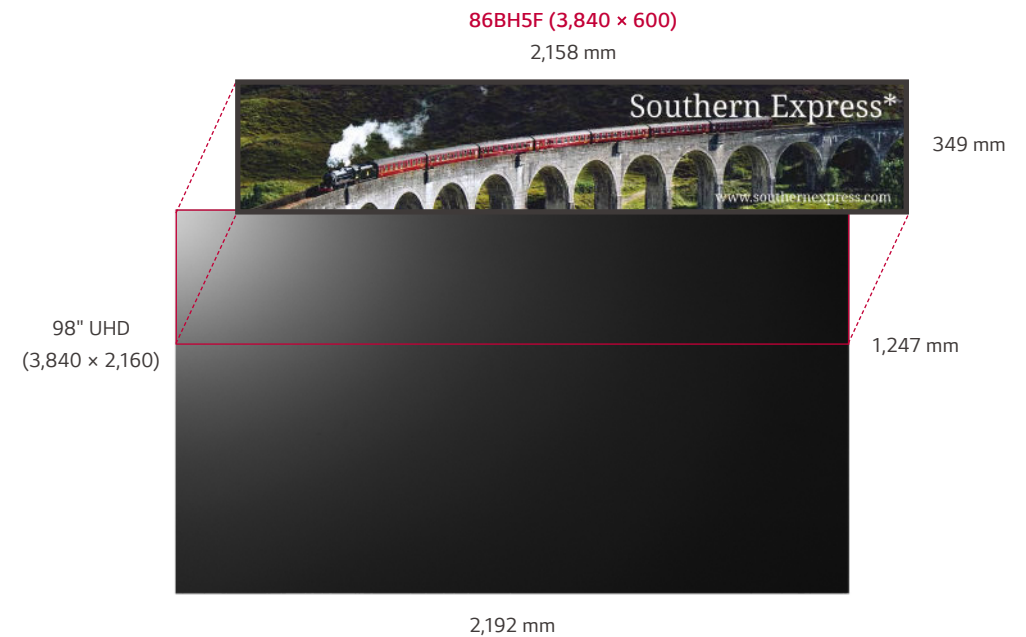 86BH5F (3,840 × 600)
2,158 mm
Southern Express*
349 mm
www.southernexpress.com
98" UHD
(3,840 × 2,160)
1,247 mm
2,192 mm